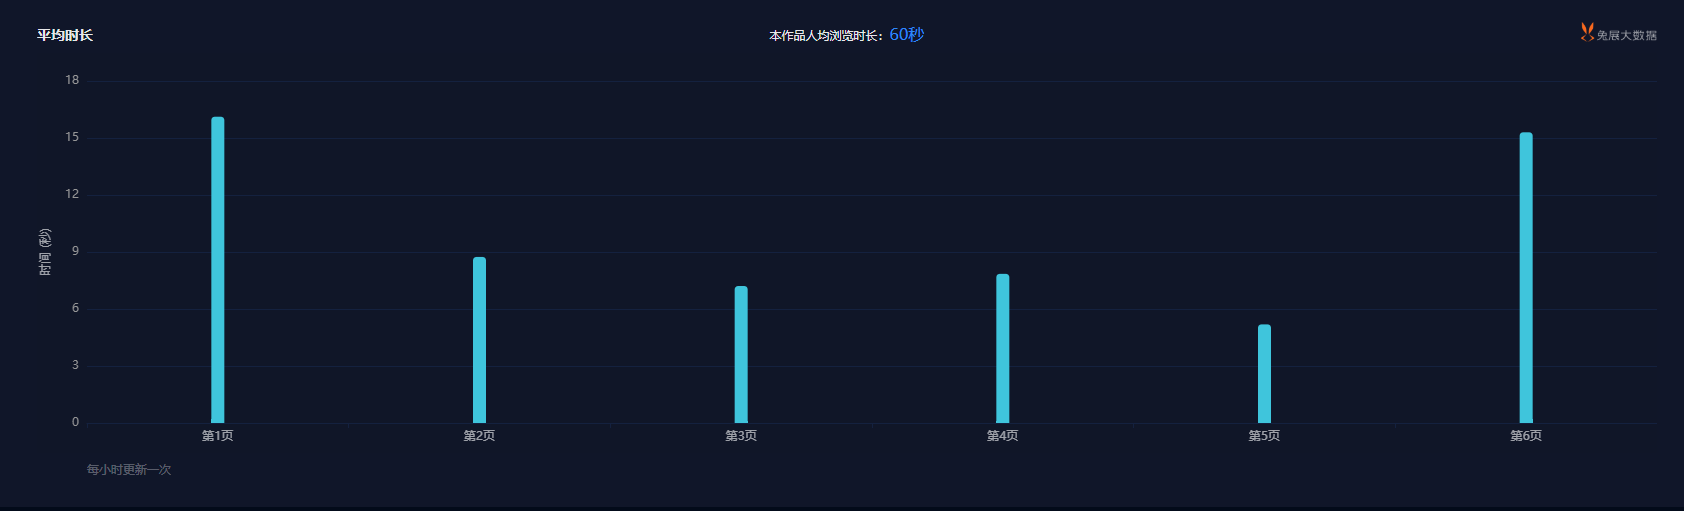 平均时长
本作品人均浏览时长：60秒
兔展大数据
时间 (秒)
18
15
12
9
6
3
0
第1页 第2页 第3页 第4页 第5页 第6页
每小时更新一次